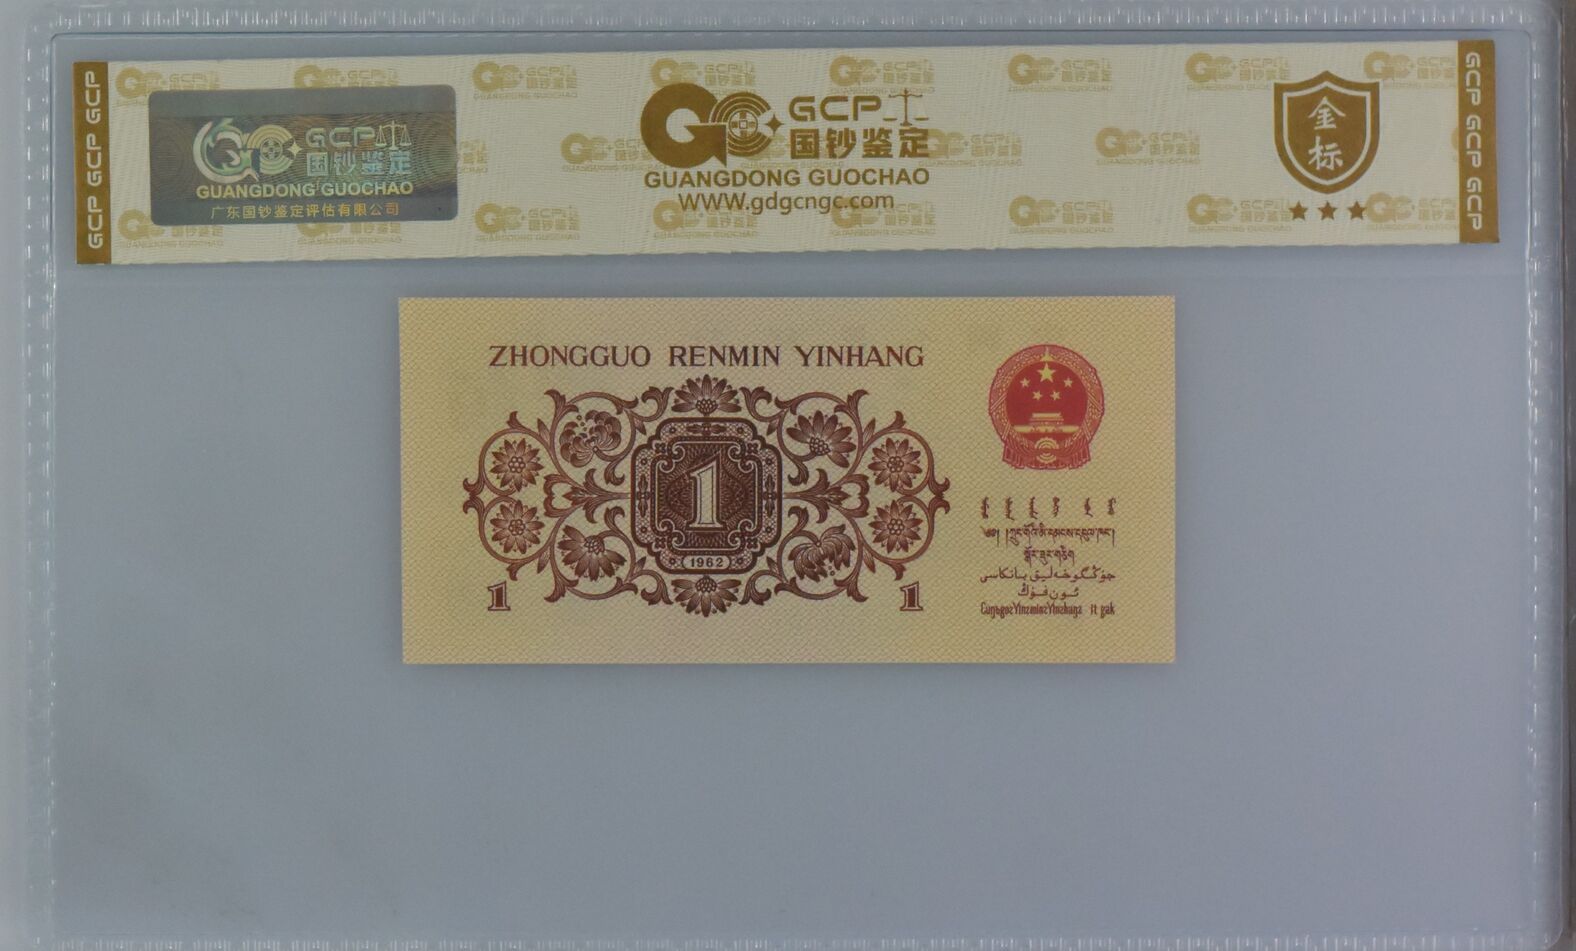 GCP GCP GCP
GCP
国钞鉴定
GUANGDONG GUOCHAO
广东国钞鉴定评估有限公司
GCP
国钞鉴定
GUANGDONG GUOCHAO
WWW.gdgcngc.com
金
标
GCP GCP GCP
ZHONGGUO RENMIN YINHANG
1
1962
1
1